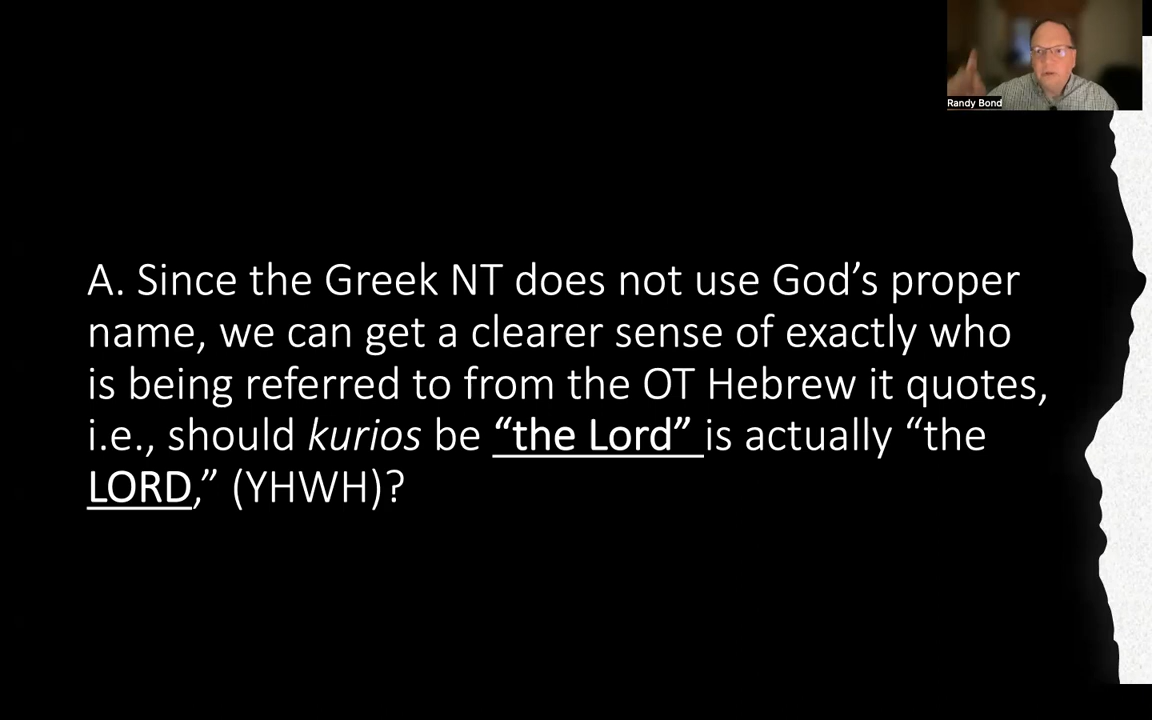 Randy Bond
A. Since the Greek NT does not use God’s proper
name, we can get a clearer sense of exactly who
is being referred to from the OT Hebrew it quotes,
i.e., should kurios be “the Lord” is actually “the
LORD,” (YHWH)?